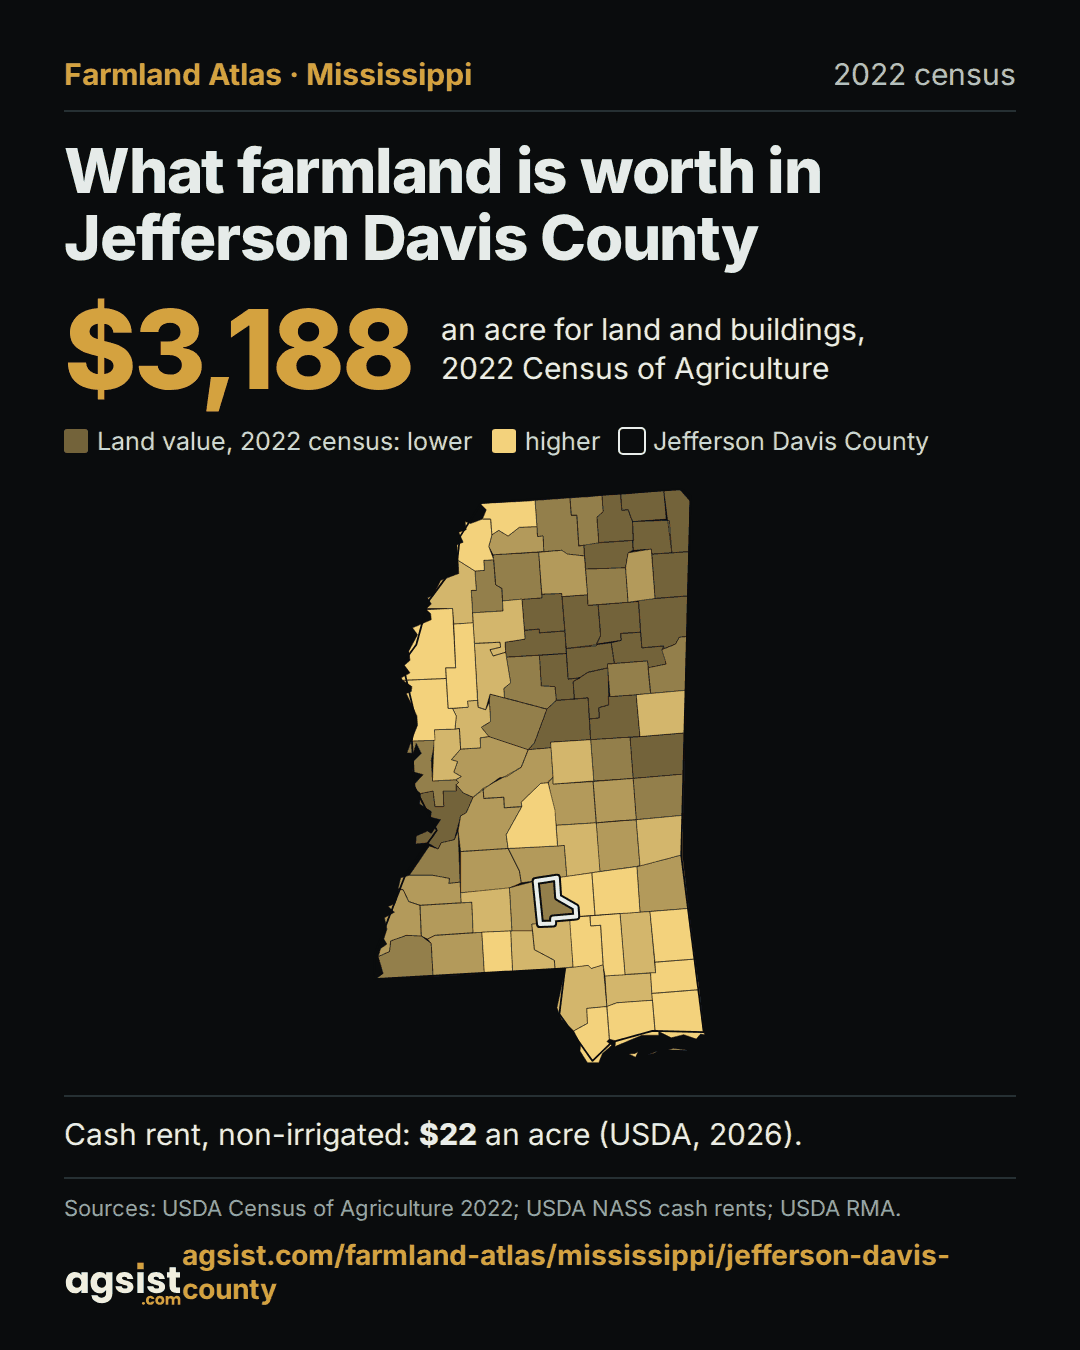 Farmland Atlas · Mississippi
2022 census
What farmland is worth in
Jefferson Davis County
$3,188
an acre for land and buildings,
2022 Census of Agriculture
Land value, 2022 census: lower
higher
Jefferson Davis County
Cash rent, non-irrigated: $22 an acre (USDA, 2026).
Sources: USDA Census of Agriculture 2022; USDA NASS cash rents; USDA RMA.
agsist.com
agsist.com/farmland-atlas/mississippi/jefferson-davis-
county